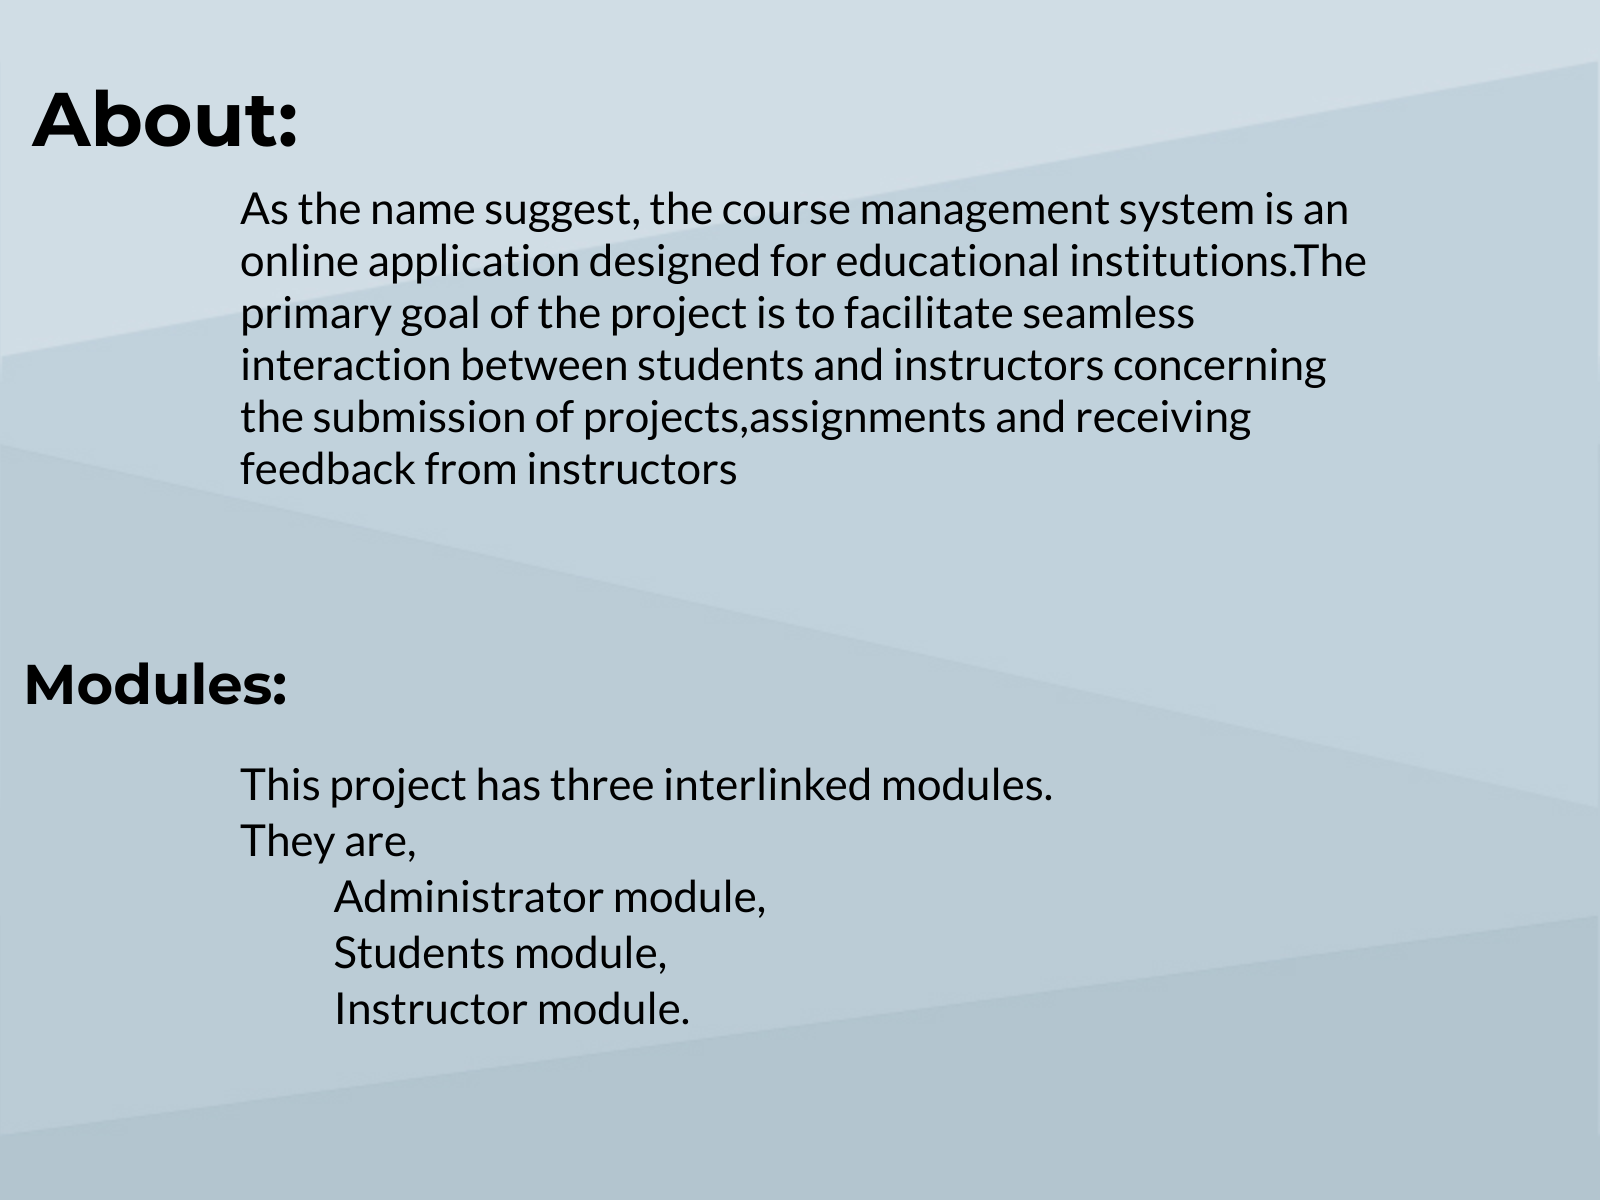 About:
As the name suggest, the course management system is an
online application designed for educational institutions.The
primary goal of the project is to facilitate seamless
interaction between students and instructors concerning
the submission of projects,assignments and receiving
feedback from instructors
Modules:
This project has three interlinked modules.
They are,
Administrator module,
Students module,
Instructor module.